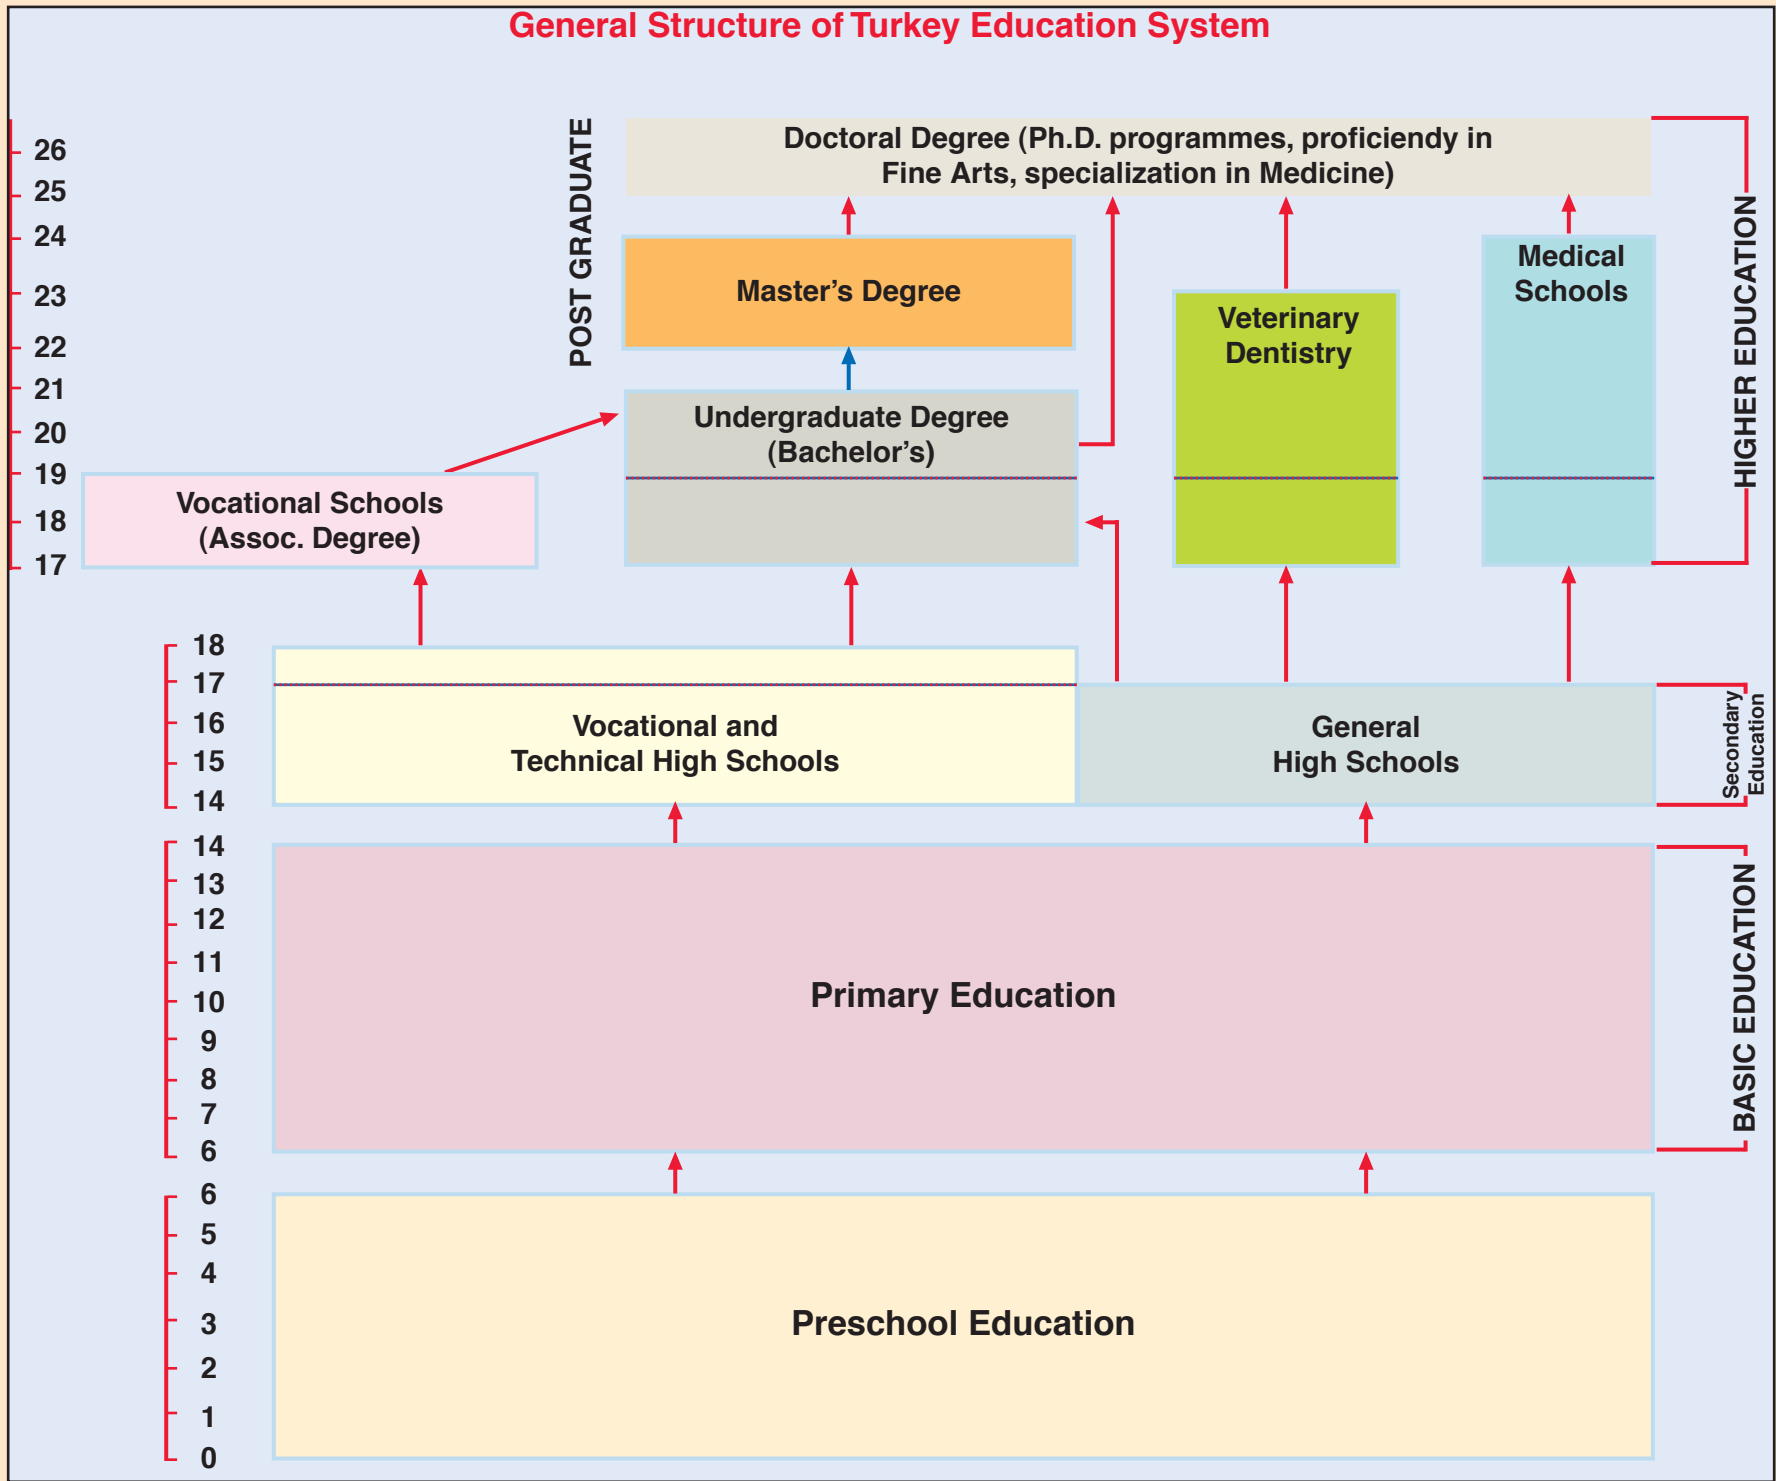 General Structure of Turkey Education System
26
25
24
23
22
21
20
19
18
17
POST GRADUATE
Doctoral Degree (Ph.D. programmes, proficiendy in
Fine Arts, specialization in Medicine)
Master’s Degree
Undergraduate Degree
(Bachelor’s)
Vocational Schools
(Assoc. Degree)
Veterinary
Dentistry
Medical
Schools
HIGHER EDUCATION
18
17
16
15
14
Vocational and
Technical High Schools
General
High Schools
Secondary
Education
14
13
12
11
10
9
8
7
6
Primary Education
BASIC EDUCATION
6
5
4
3
2
1
0
Preschool Education